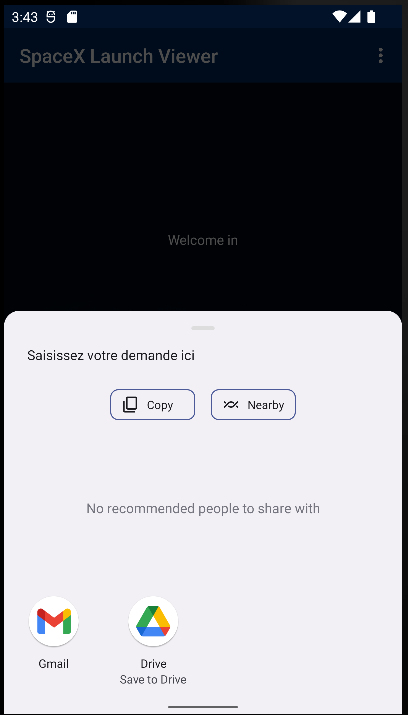 3:43
SpaceX Launch Viewer
Welcome in
Saisissez votre demande ici
Copy
Nearby
No recommended people to share with
Gmail
Drive
Save to Drive